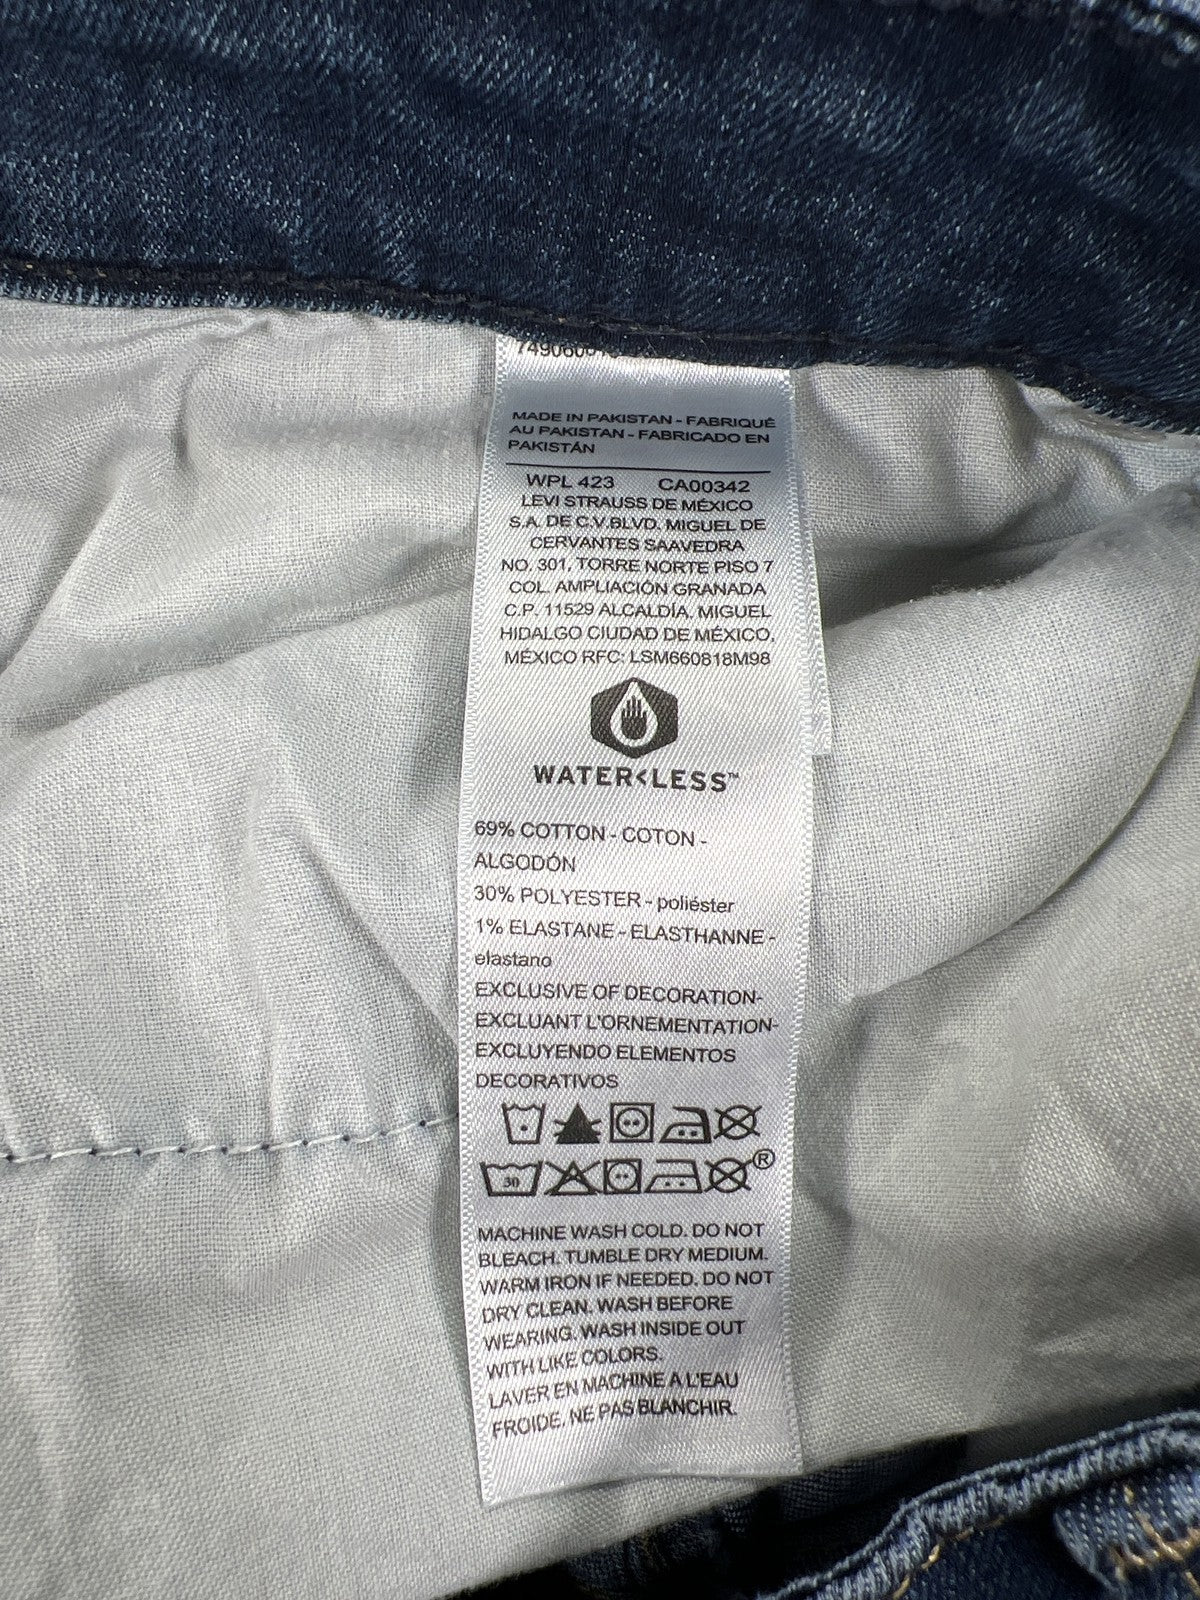 MADE IN PAKISTAN - FABRIQUÉ
AU PAKISTAN - FABRICADO EN
PAKISTÁN
WPL 423 CA00342
LEVI STRAUSS DE MÉXICO
S.A. DE C.V.BLVD. MIGUEL DE
CERVANTES SAAVEDRA
NO. 301, TORRE NORTE PISO 7
COL. AMPLIACIÓN GRANADA
C.P. 11529 ALCALDÍA. MIGUEL
HIDALGO CIUDAD DE MÉXICO,
MÉXICO RFC: LSM660818M98
WATER<LESS™
69% COTTON - COTON -
ALGODÓN
30% POLYESTER - poliéster
1% ELASTANE - ELASTHANNE -
elastano
EXCLUSIVE OF DECORATION-
EXCLUANT L'ORNEMENTATION-
EXCLUYENDO ELEMENTOS
DECORATIVOS
30 ®
MACHINE WASH COLD. DO NOT
BLEACH. TUMBLE DRY MEDIUM.
WARM IRON IF NEEDED. DO NOT
DRY CLEAN. WASH BEFORE
WEARING. WASH INSIDE OUT
WITH LIKE COLORS.
LAVER EN MACHINE A L'EAU
FROIDE. NE PAS BLANCHIR.